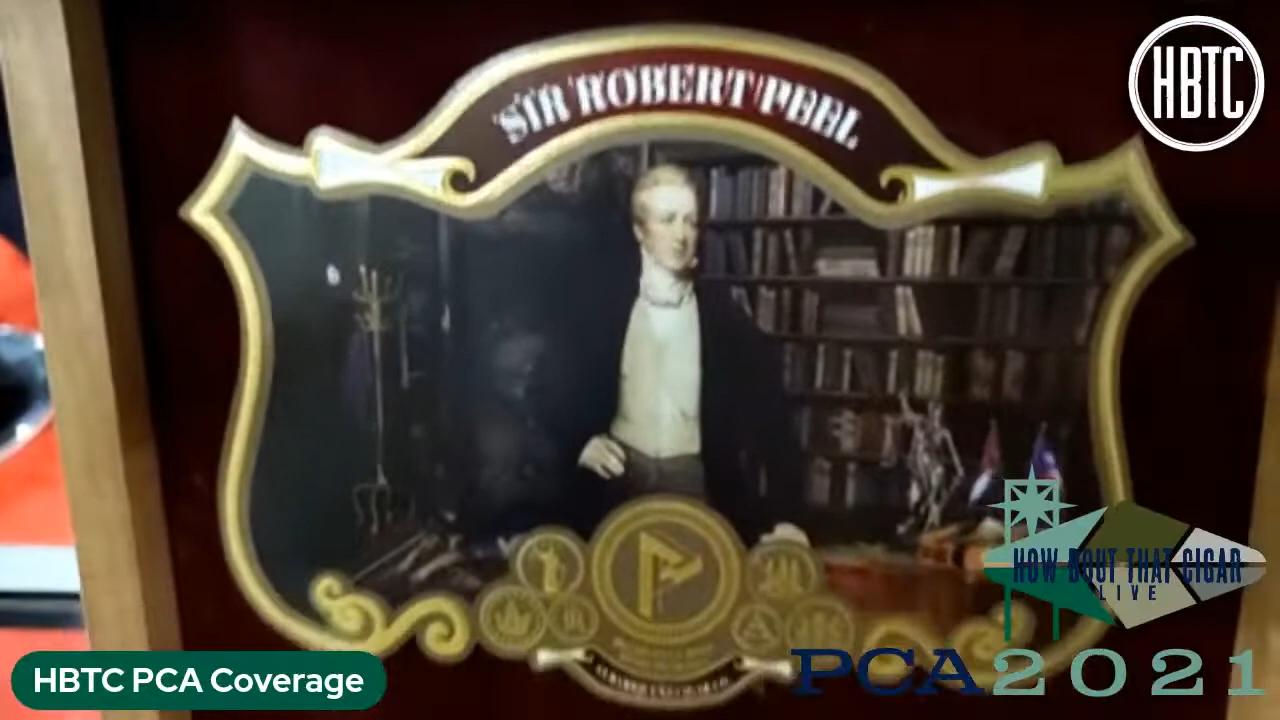 SIR ROBERT PEEL
HBTC
HOW BOUT THAT CIGAR
LIVE
PCA2021
HBTC PCA Coverage